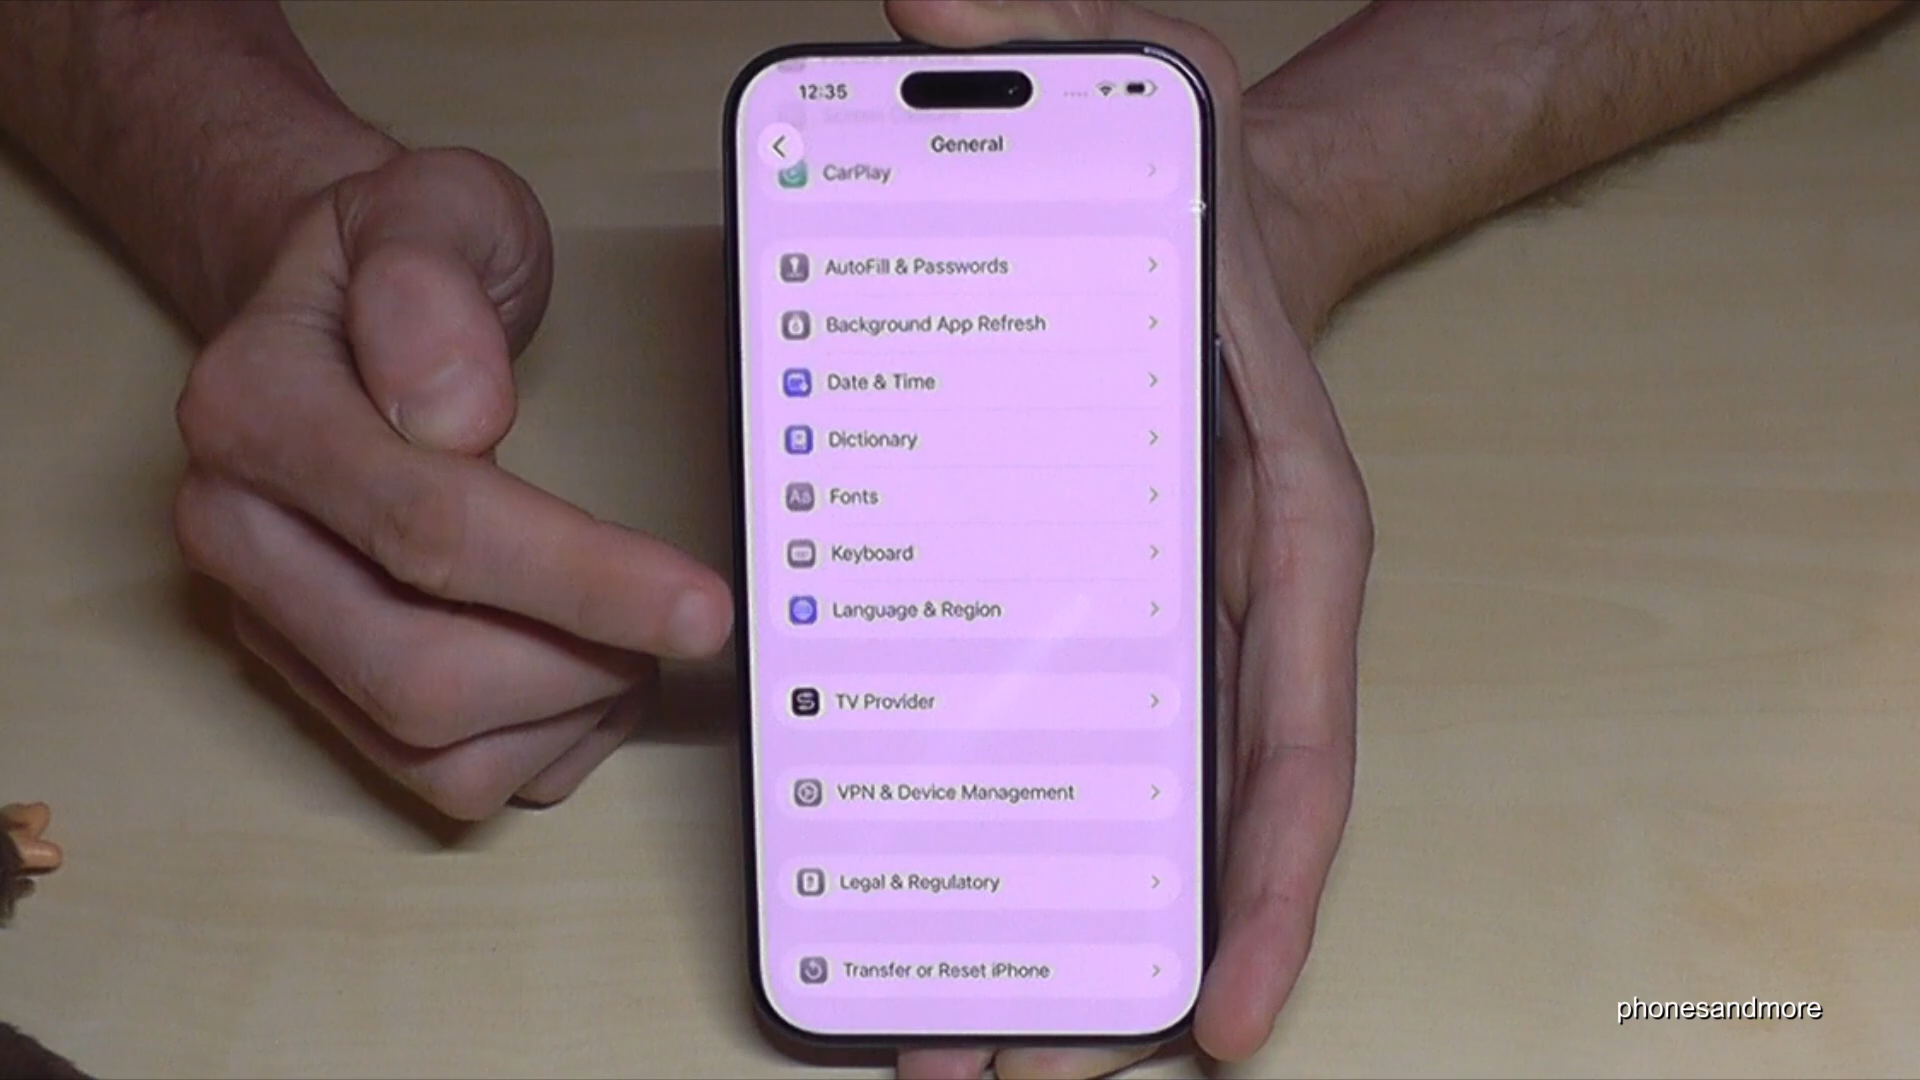 12:35
General
CarPlay
AutoFill & Passwords
Background App Refresh
Date & Time
Dictionary
Aa Fonts
Keyboard
Language & Region
TV Provider
VPN & Device Management
Legal & Regulatory
Transfer or Reset iPhone
phonesandmore